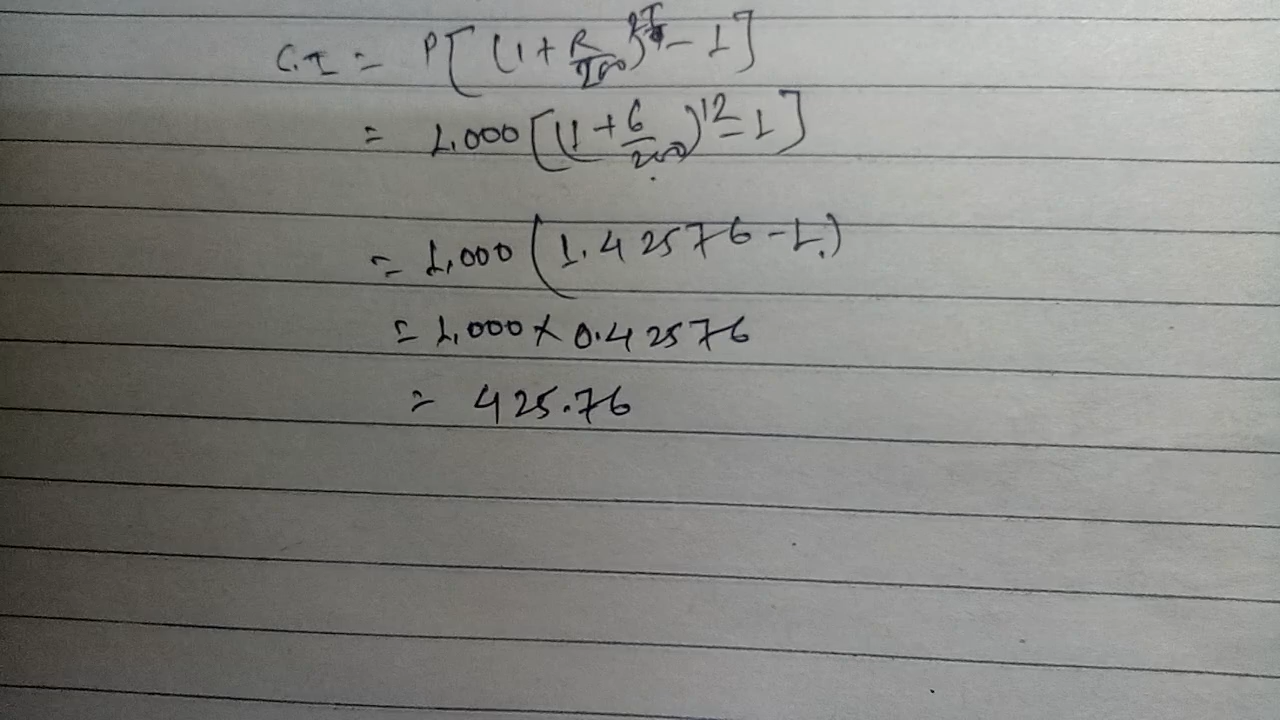 C.I = P[(1+R/200)^2T - 1]
= 1,000[(1+6/200)^12 - 1]
= 1,000(1.42576-1.)
= 1,000 x 0.42576
= 425.76